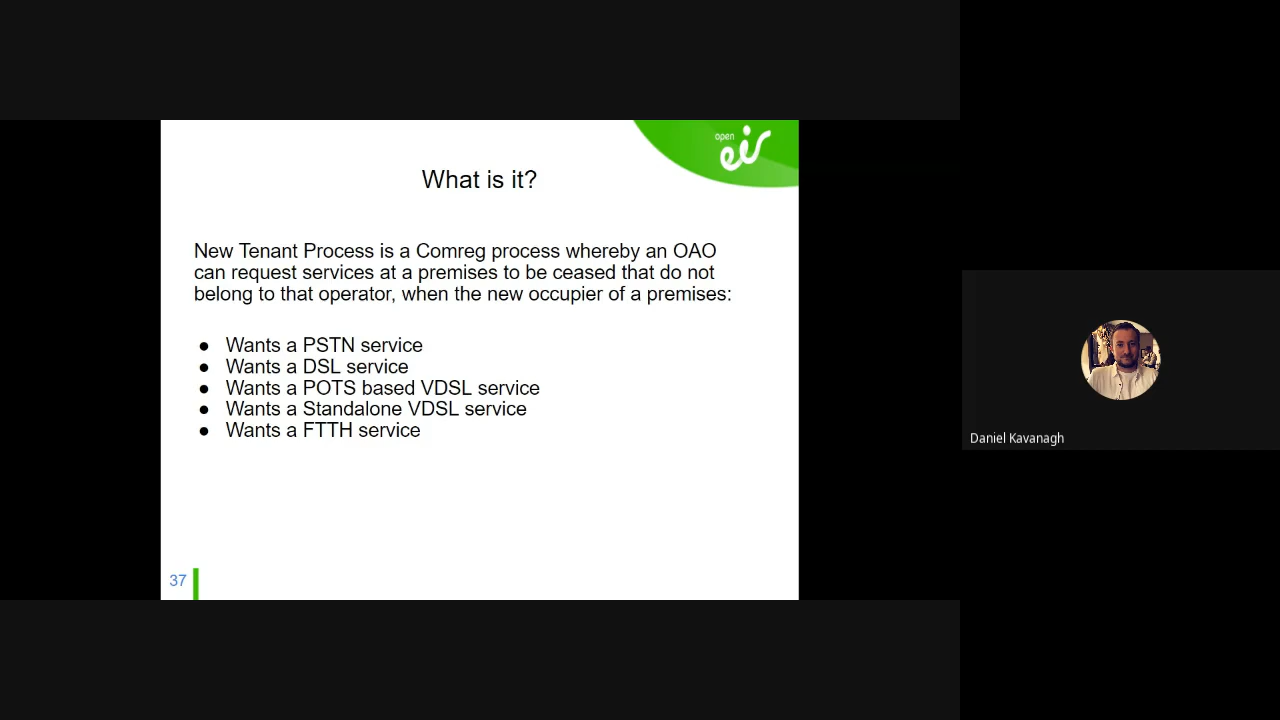 open
eir
What is it?
New Tenant Process is a Comreg process whereby an OAO
can request services at a premises to be ceased that do not
belong to that operator, when the new occupier of a premises:
● Wants a PSTN service
● Wants a DSL service
● Wants a POTS based VDSL service
● Wants a Standalone VDSL service
● Wants a FTTH service
37
Daniel Kavanagh